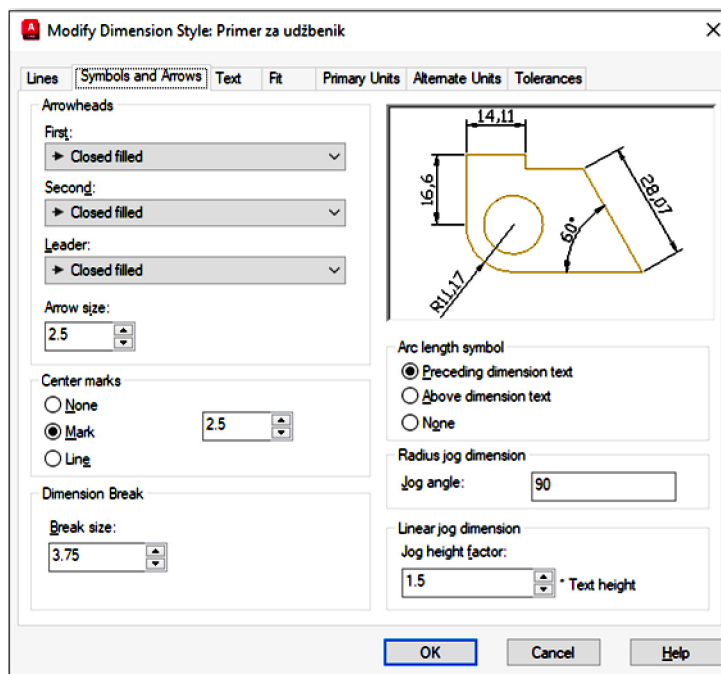 Modify Dimension Style: Primer za udžbenik
Lines Symbols and Arrows Text Fit Primary Units Alternate Units Tolerances
Arrowheads
First:
Closed filled
Second:
Closed filled
Leader:
Closed filled
Arrow size:
2.5
Center marks
None
Mark
Line
2.5
Dimension Break
Break size:
3.75
14,11
16,6
28,07
60°
R11,17
Arc length symbol
Preceding dimension text
Above dimension text
None
Radius jog dimension
Jog angle: 90
Linear jog dimension
Jog height factor:
1.5 * Text height
OK Cancel Help